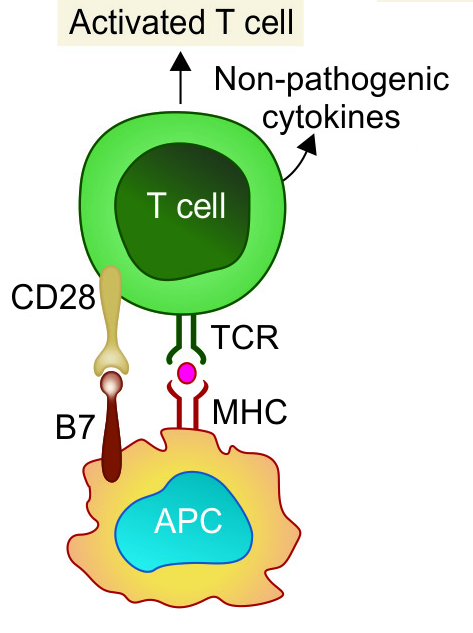 Activated T cell
Non-pathogenic
cytokines
T cell
CD28
TCR
B7
MHC
APC